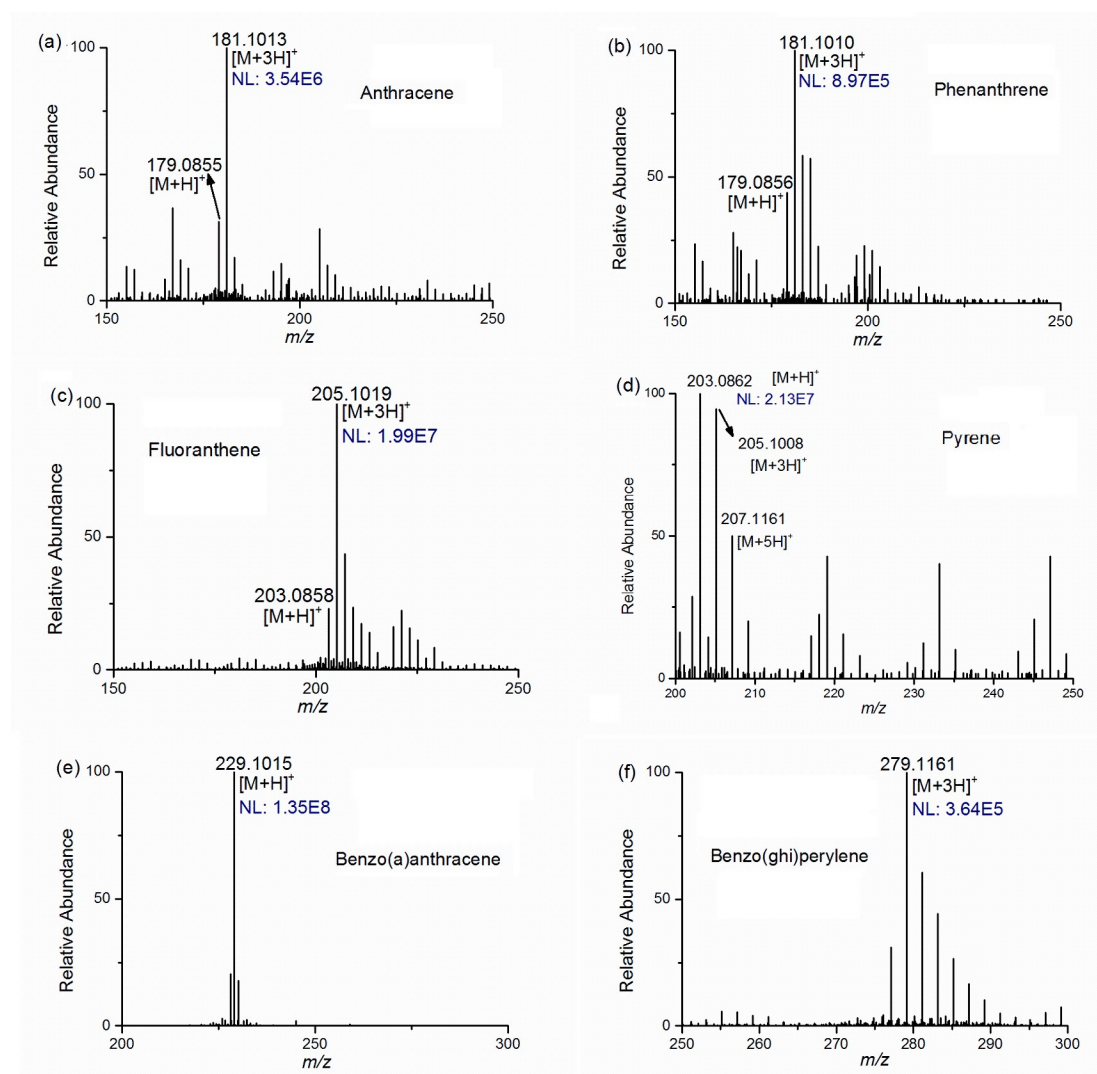 (a)
181.1013
[M+3H]+
NL: 3.54E6
Anthracene
179.0855
[M+H]+
Relative Abundance
100
50
0
150
200
250
m/z
(b)
181.1010
[M+3H]+
NL: 8.97E5
Phenanthrene
179.0856
[M+H]+
Relative Abundance
100
50
0
150
200
250
m/z
(c)
205.1019
[M+3H]+
NL: 1.99E7
Fluoranthene
203.0858
[M+H]+
Relative Abundance
100
50
0
150
200
250
m/z
(d)
203.0862 [M+H]+
NL: 2.13E7
205.1008
[M+3H]+
Pyrene
207.1161
[M+5H]+
Relative Abundance
100
50
0
200
210
220
230
240
250
m/z
(e)
229.1015
[M+H]+
NL: 1.35E8
Benzo(a)anthracene
Relative Abundance
100
50
0
200
250
300
m/z
(f)
279.1161
[M+3H]+
NL: 3.64E5
Benzo(ghi)perylene
Relative Abundance
100
50
0
250
260
270
280
290
300
m/z